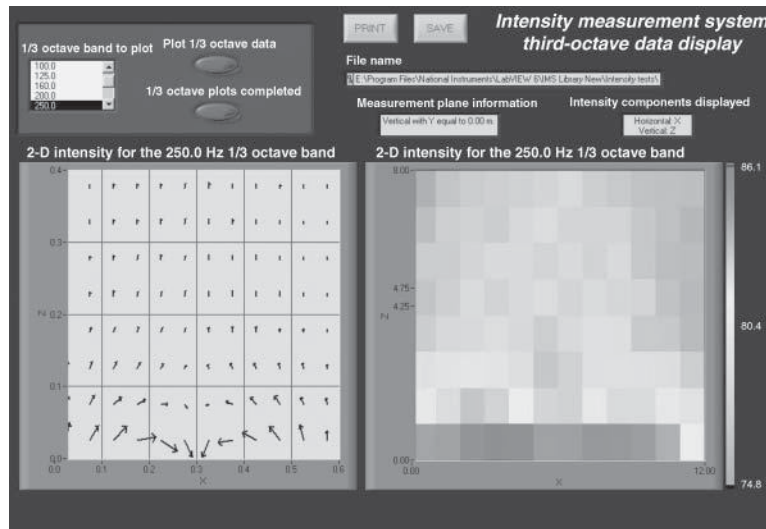 PRINT
SAVE
Intensity measurement system
third-octave data display
1/3 octave band to plot
Plot 1/3 octave data
100.0
125.0
160.0
200.0
250.0
1/3 octave plots completed
File name
E:\Program Files\National Instruments\LabVIEW 6\IMS Library New\Intencity tests\
Measurement plane information
Vertical with Y equal to 0.00 m.
Intensity components displayed
Horizontal: X
Vertical: Z
2-D intensity for the 250.0 Hz 1/3 octave band
0.4
0.3
Z
0.2
0.1
0.0
0.0
0.1
0.2
0.3
0.4
0.5
0.6
X
2-D intensity for the 250.0 Hz 1/3 octave band
8.00
4.75
4.25
Z
0.00
0.00
12.00
X
86.1
80.4
74.8